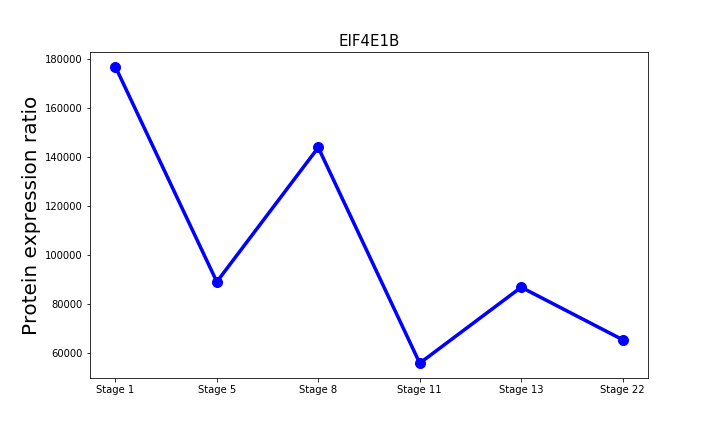 EIF4E1B
Protein expression ratio
180000
160000
140000
120000
100000
80000
60000
Stage 1 Stage 5 Stage 8 Stage 11 Stage 13 Stage 22